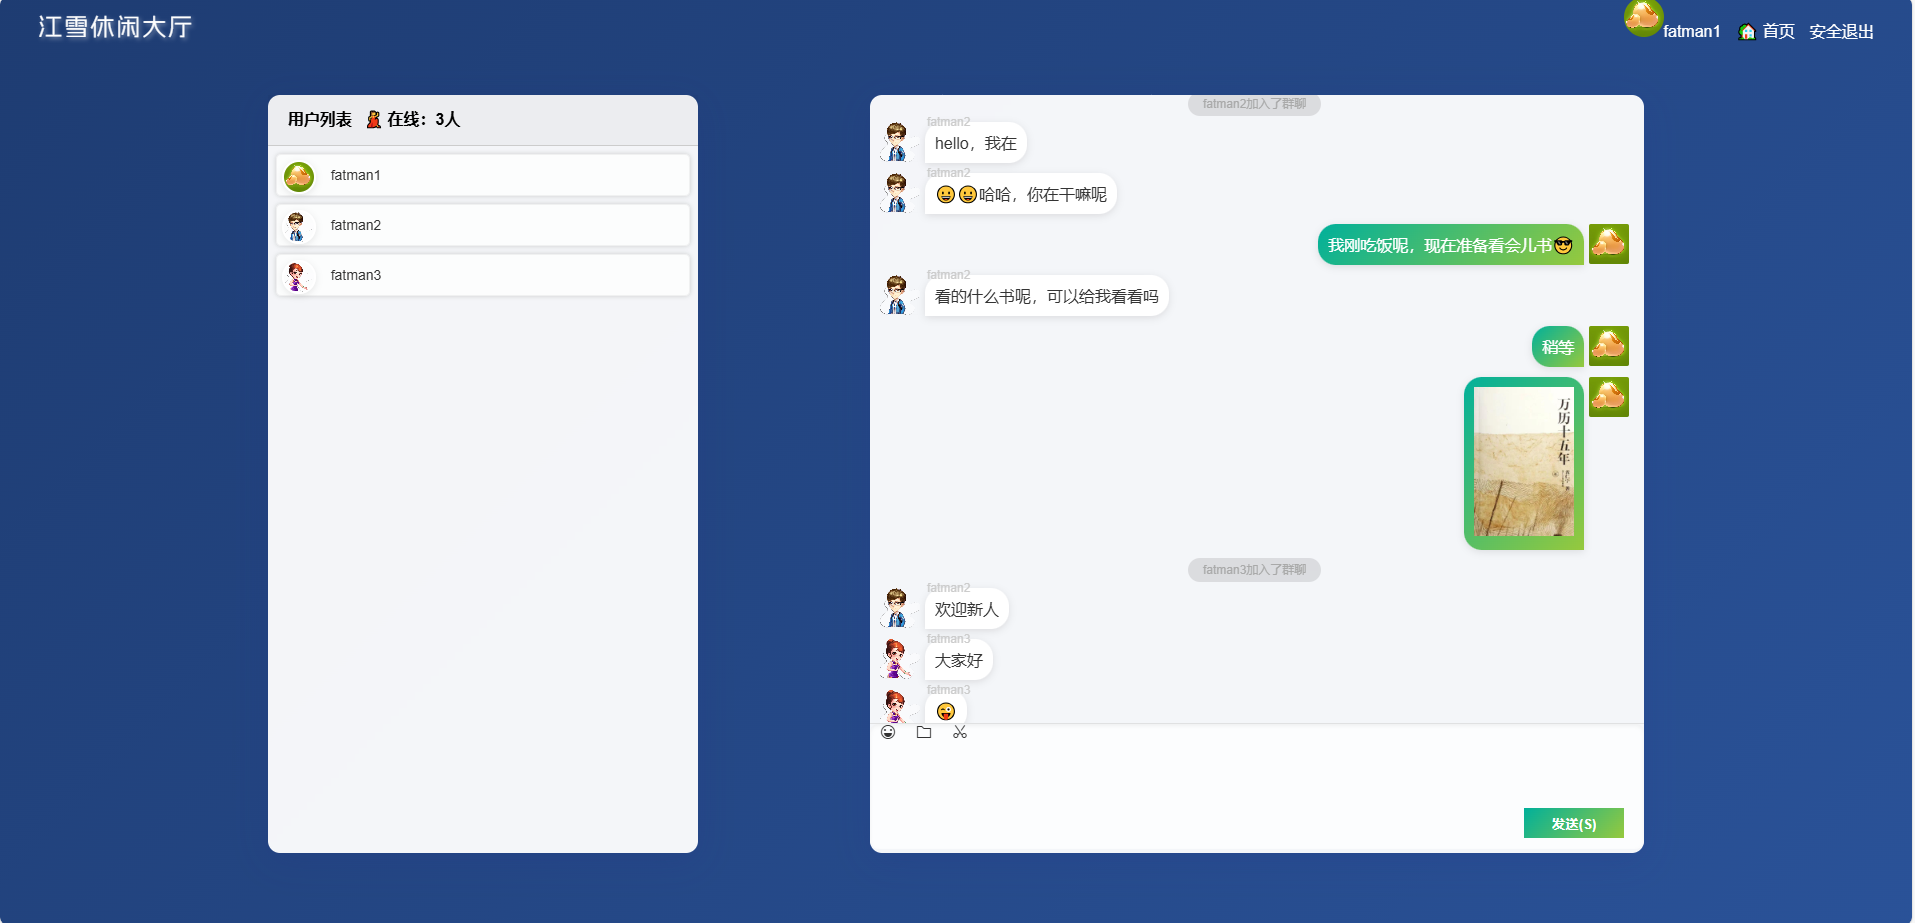 江雪休闲大厅
fatman1 首页 安全退出
用户列表 在线：3人
fatman1
fatman2
fatman3
fatman2加入了群聊
fatman2
hello，我在
fatman2
😀😀哈哈，你在干嘛呢
我刚吃饭呢，现在准备看会儿书😎
fatman2
看的什么书呢，可以给我看看吗
稍等
万历十五年
fatman3加入了群聊
fatman2
欢迎新人
fatman3
大家好
fatman3
😜
发送(S)